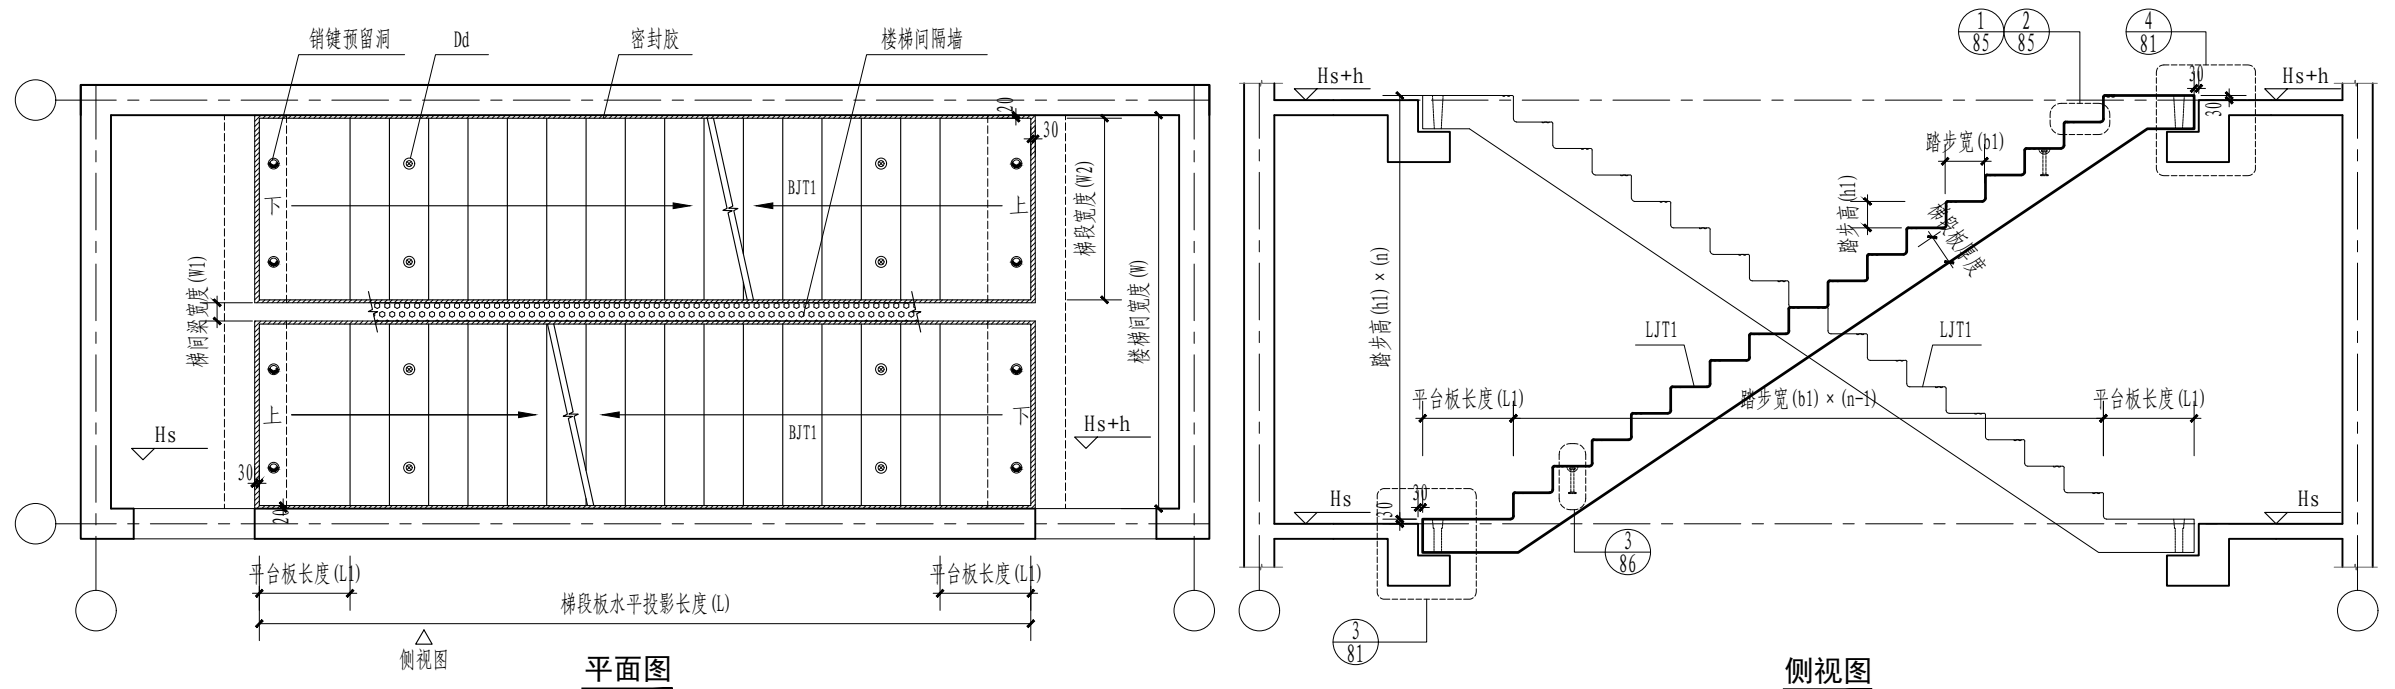 销键预留洞
Dd
密封胶
楼梯间隔墙
20
30
下
BJT1
上
梯段宽度(W2)
梯间梁宽度(W1)
楼梯间宽度(W)
上
BJT1
下
Hs
Hs+h
30
20
平台板长度(L1)
平台板长度(L1)
梯段板水平投影长度(L)
侧视图
平面图
1
85
2
85
4
81
Hs+h
30
Hs+h
30
踏步宽(b1)
踏步高(h1)
梯段板厚度
踏步高(h1)×(n)
LJT1
LJT1
平台板长度(L1)
踏步宽(b1)×(n-1)
平台板长度(L1)
Hs
30
30
Hs
3
86
3
81
侧视图